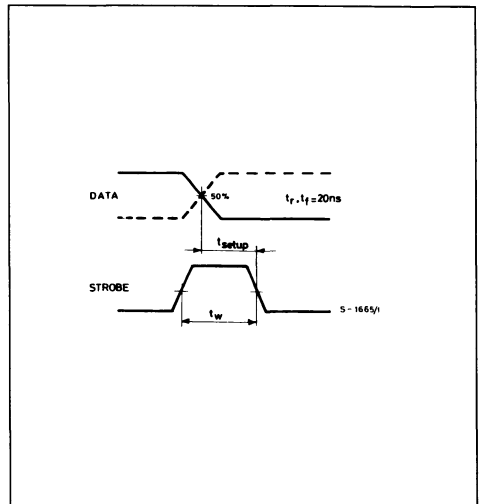 DATA
50%
tr, tf=20ns
tsetup
STROBE
tw
S-1665/1